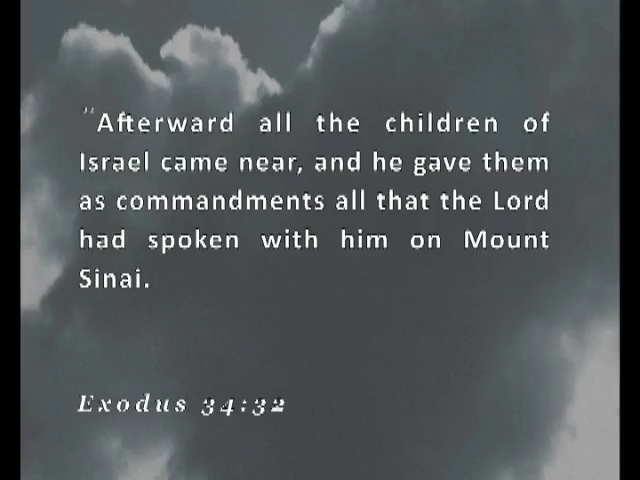 "Afterward all the children of
Israel came near, and he gave them
as commandments all that the Lord
had spoken with him on Mount
Sinai.
Exodus 34:32